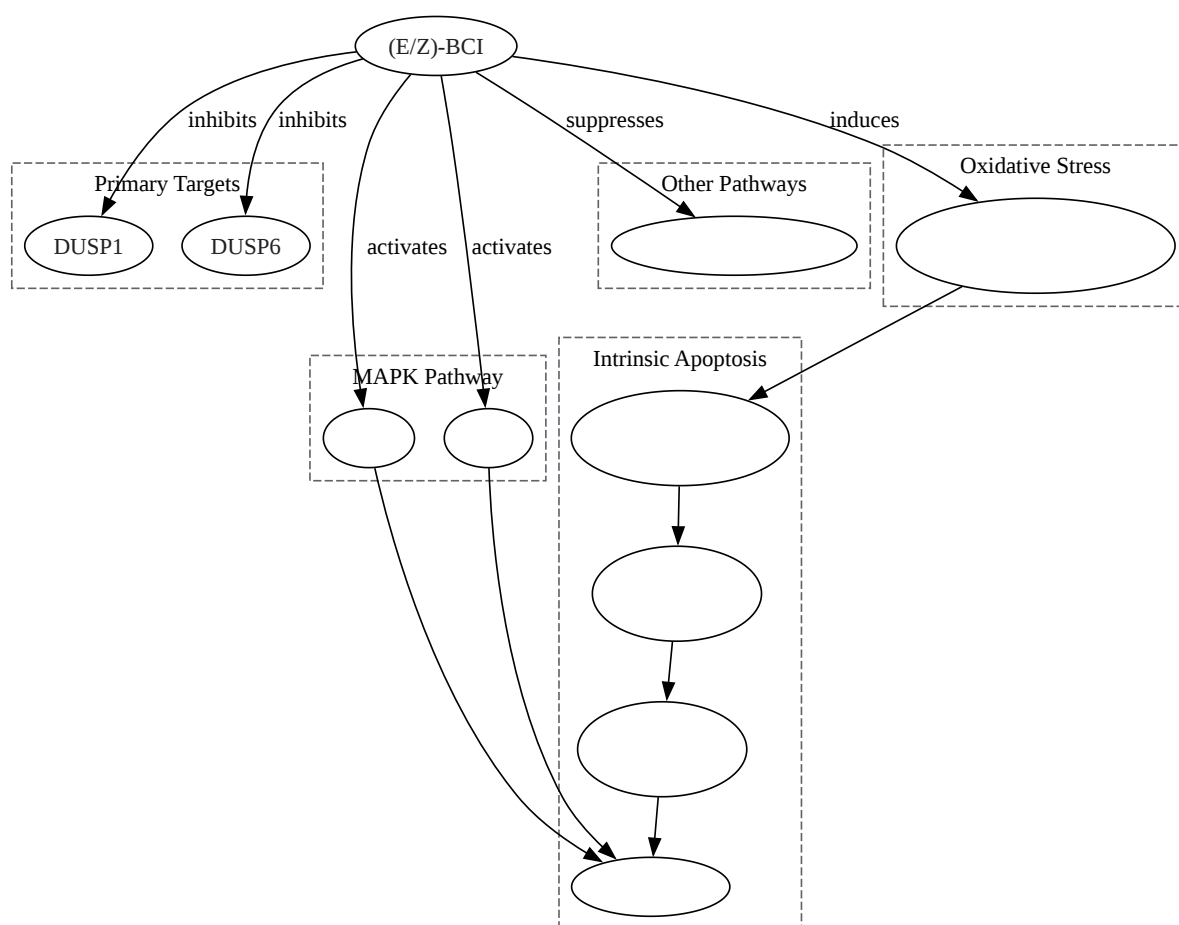 (E/Z)-BCI
inhibits
inhibits
suppresses
induces
Primary Targets
Other Pathways
Oxidative Stress
DUSP1
DUSP6
activates
activates
MAPK Pathway
Intrinsic Apoptosis